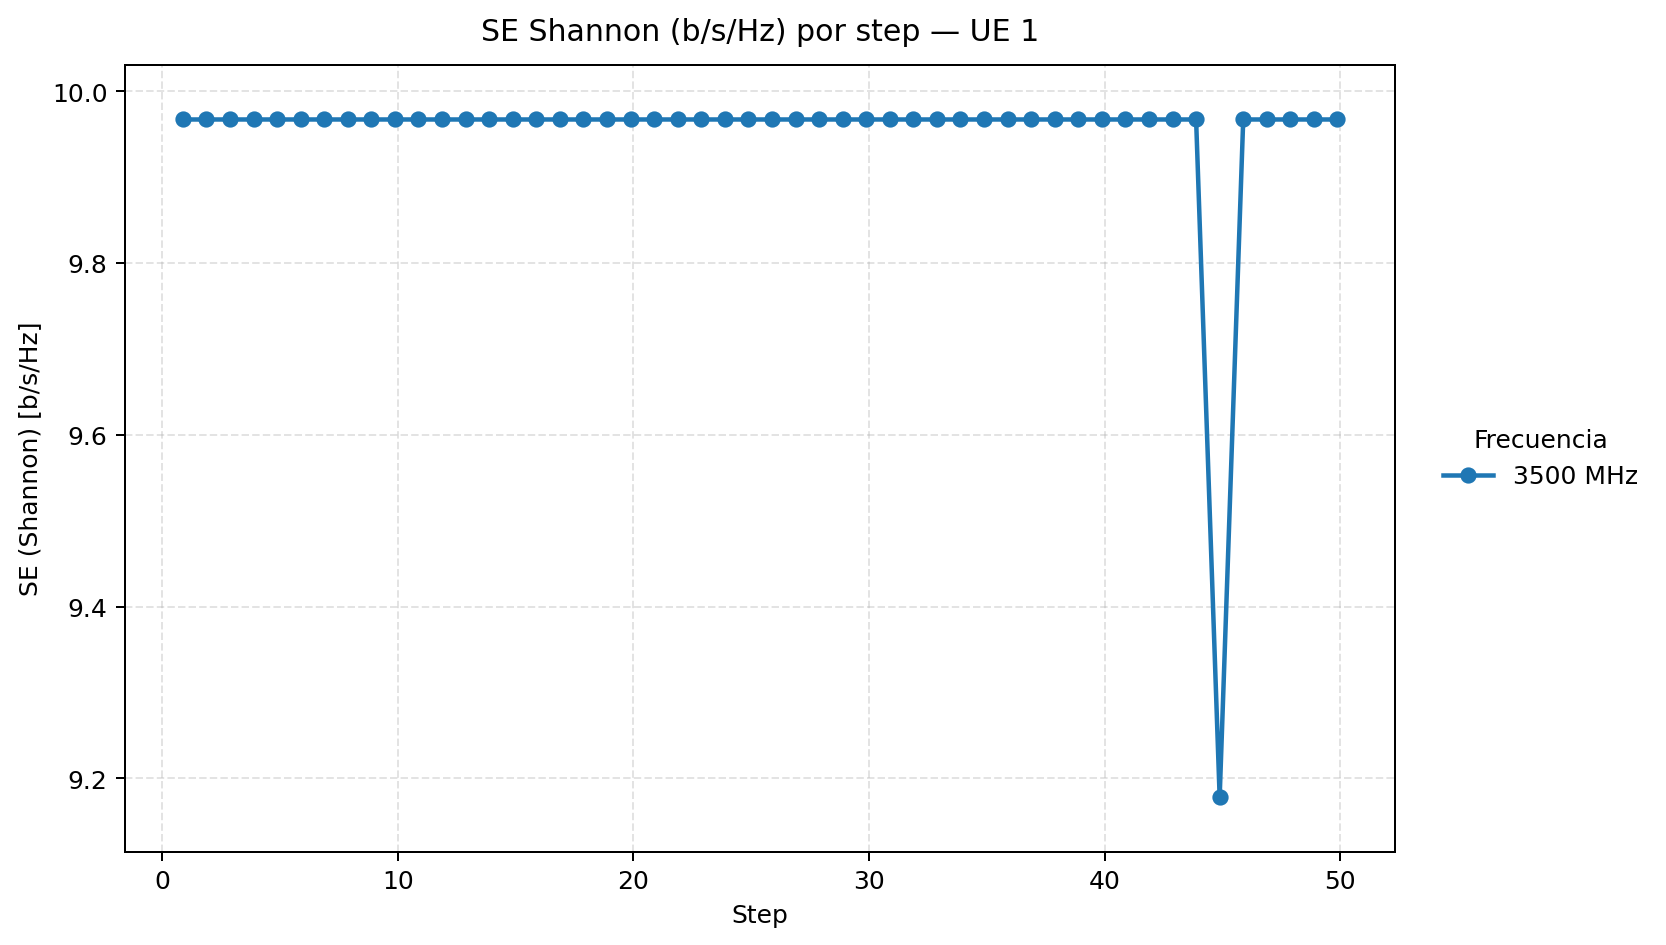 SE Shannon (b/s/Hz) por step — UE 1
SE (Shannon) [b/s/Hz]
10.0
9.8
9.6
9.4
9.2
0 10 20 30 40 50
Step
Frecuencia
3500 MHz